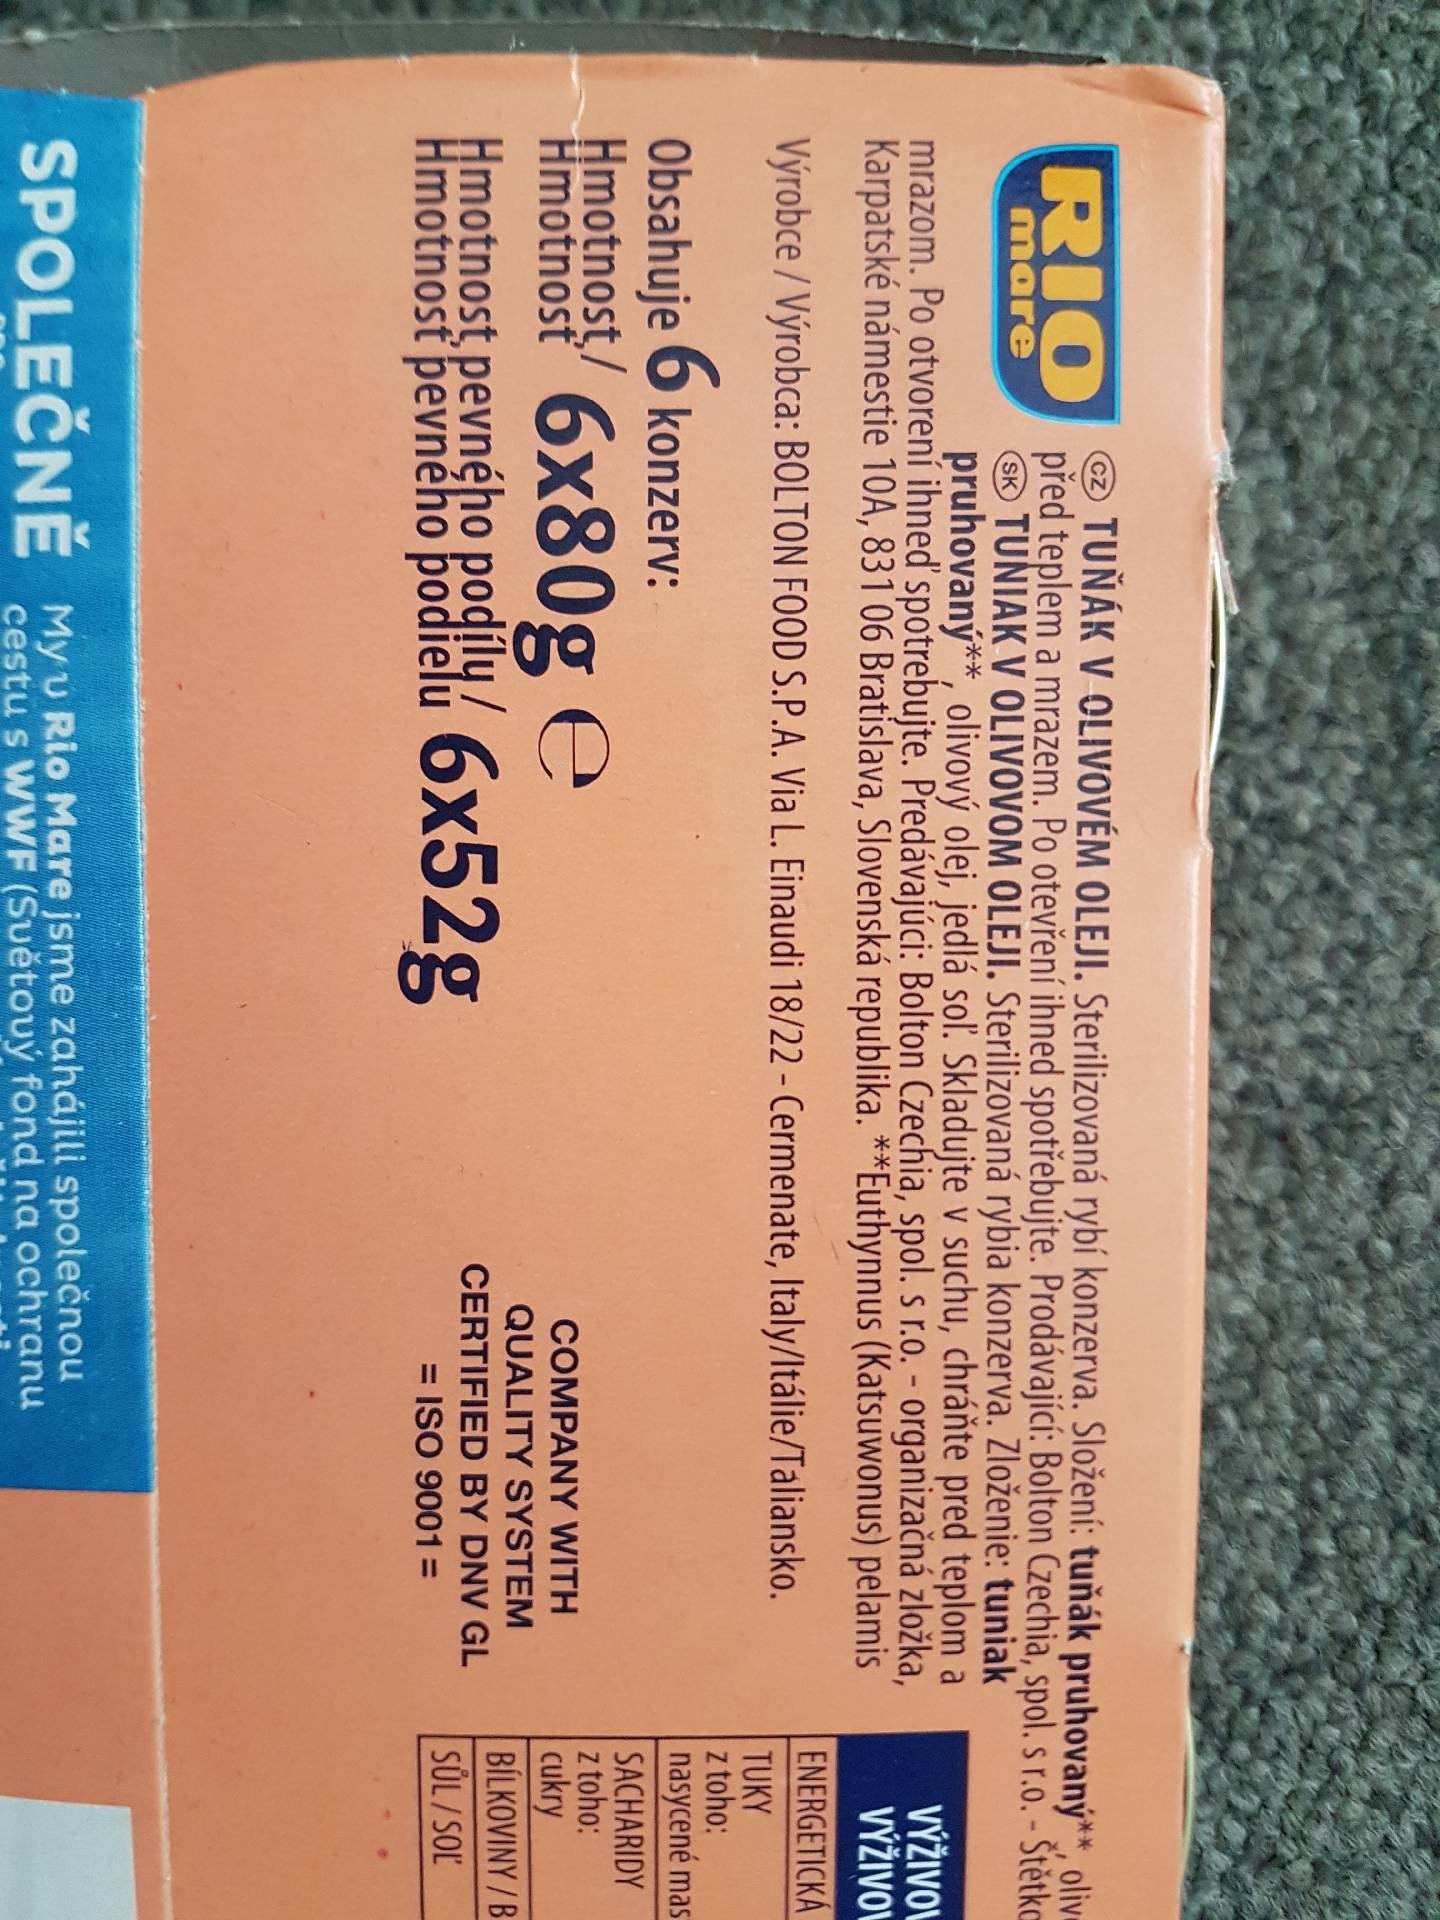 RIO
mare
CZ TUŇÁK V OLIVOVÉM OLEJI. Sterilizovaná rybí konzerva. Složení: tuňák pruhovaný**,
před teplem a mrazem. Po otevření ihned spotřebujte. Prodávající: Bolton Czechia, spol. s r.o. -
SK TUNIAK V OLIVOVOM OLEJI. Sterilizovaná rybia konzerva. Zloženie: tuniak
pruhovaný**, olivový olej, jedlá soľ. Skladujte v suchu, chráňte pred teplom a
mrazom. Po otvorení ihneď spotrebujte. Predávajúci: Bolton Czechia, spol. s r.o. - organizačná zložka,
Karpatské námestie 10A, 831 06 Bratislava, Slovenská republika. **Euthynnus (Katsuwonus) pelamis
Výrobce / Výrobca: BOLTON FOOD S.P.A. Via L. Einaudi 18/22 - Cermenate, Italy/Itálie/Taliansko.
Obsahuje 6 konzerv:
Hmotnost /
Hmotnosť 6x80g e
Hmotnost pevného podílu /
Hmotnosť pevného podielu 6x52g
COMPANY WITH
QUALITY SYSTEM
CERTIFIED BY DNV GL
= ISO 9001 =
ENERGETICKÁ
TUKY
z toho:
nasycené
SACHARIDY
z toho:
cukry
BÍLKOVINY /
SŮL / SOĽ
SPOLEČNĚ
My v Rio Mare jsme zahájili společnou
cestu s WWF (Světový fond na ochranu